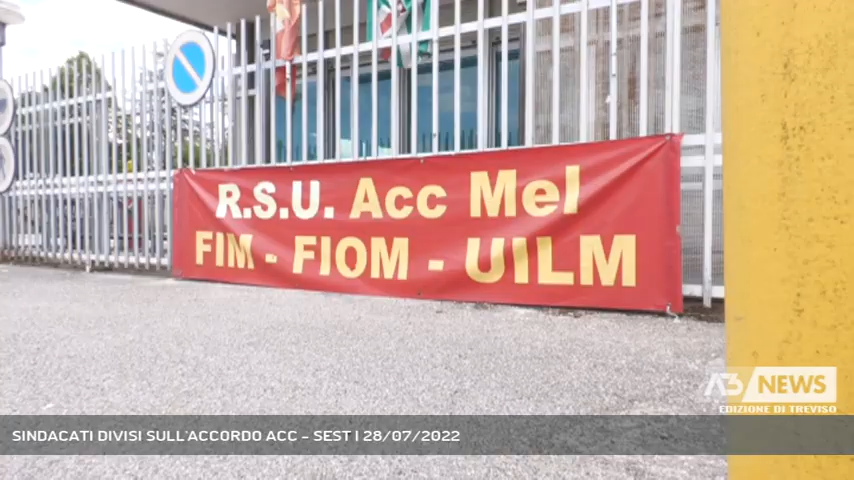 R.S.U. Acc Mel
FIM - FIOM - UILM
A3 NEWS
EDIZIONE DI TREVISO
SINDACATI DIVISI SULL'ACCORDO ACC - SEST | 28/07/2022